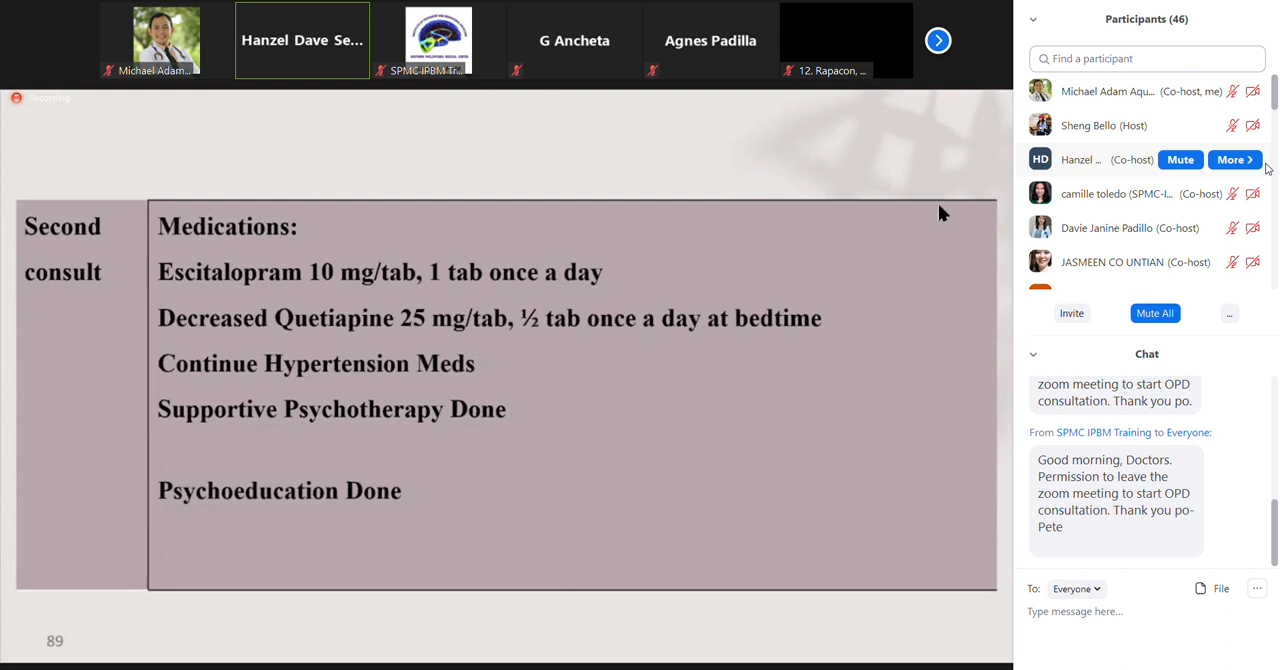 Michael Adam...
Hanzel Dave Se...
SPMC IPBM Tr...
G Ancheta
Agnes Padilla
12. Rapacon, ...
Recording
Second
consult
Medications:
Escitalopram 10 mg/tab, 1 tab once a day
Decreased Quetiapine 25 mg/tab, ½ tab once a day at bedtime
Continue Hypertension Meds
Supportive Psychotherapy Done
Psychoeducation Done
89
Participants (46)
Find a participant
Michael Adam Aqu... (Co-host, me)
Sheng Bello (Host)
HD Hanzel ... (Co-host) Mute More
camille toledo (SPMC-I... (Co-host)
Davie Janine Padillo (Co-host)
JASMEEN CO UNTIAN (Co-host)
Invite Mute All ...
Chat
zoom meeting to start OPD
consultation. Thank you po.
From SPMC IPBM Training to Everyone:
Good morning, Doctors.
Permission to leave the
zoom meeting to start OPD
consultation. Thank you po-
Pete
To: Everyone File ...
Type message here...